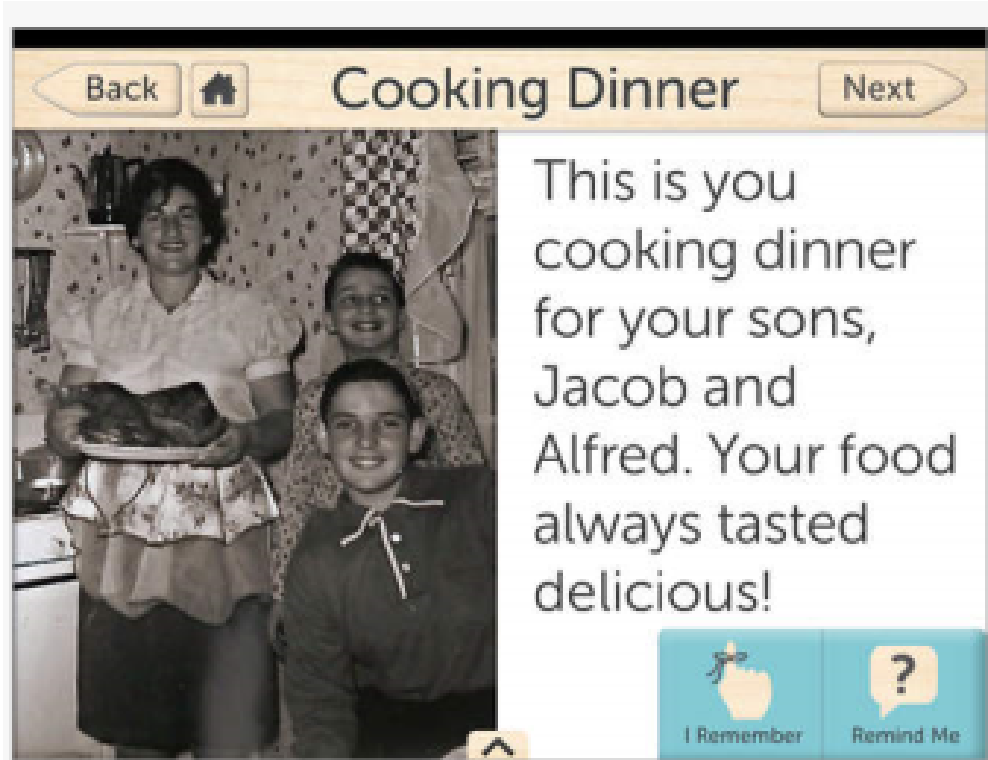 Back
Cooking Dinner
Next
This is you
cooking dinner
for your sons,
Jacob and
Alfred. Your food
always tasted
delicious!
?
I Remember
Remind Me